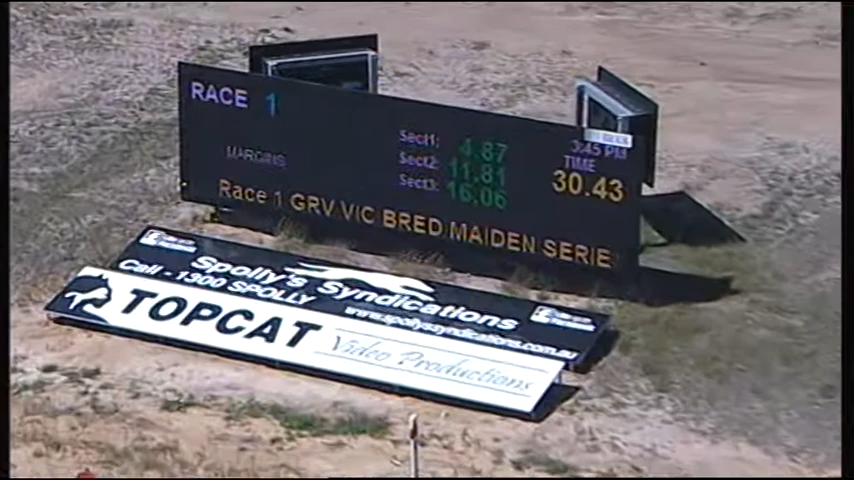 RACE 1
Sect1: 4.87
3:45 PM
MARGINS
Sect2: 11.81
TIME
Sect3: 16.06
30.43
Race 1 GRV VIC BRED MAIDEN SERIE
Spolly's Syndications
Call - 1300 SPOLLY
www.spollyssyndications.com.au
TOPCAT
Video Productions